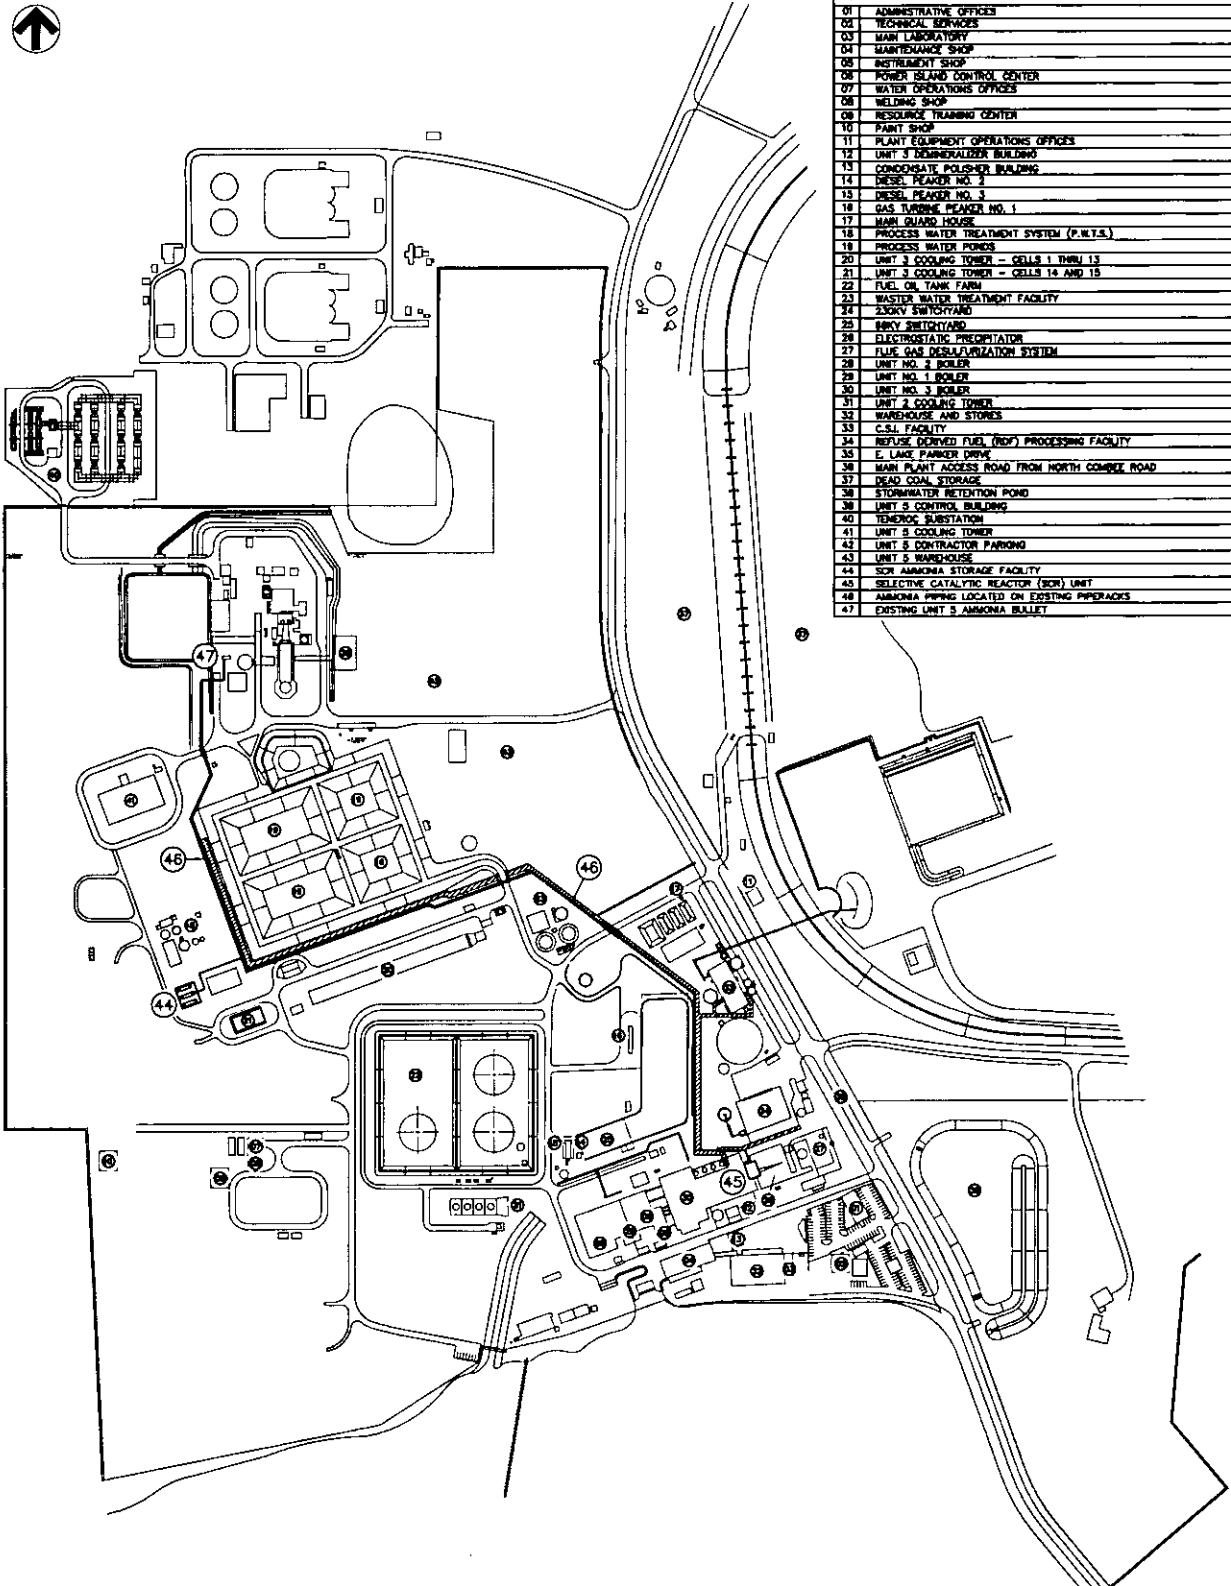 01 ADMINISTRATIVE OFFICES
02 TECHNICAL SERVICES
03 MAIN LABORATORY
04 MAINTENANCE SHOP
05 INSTRUMENT SHOP
06 POWER ISLAND CONTROL CENTER
07 WATER OPERATIONS OFFICES
08 WELDING SHOP
09 RESOURCE TRAINING CENTER
10 PAINT SHOP
11 PLANT EQUIPMENT OPERATIONS OFFICES
12 UNIT 3 DEMINERALIZER BUILDING
13 CONDENSATE POLISHER BUILDING
14 DIESEL PEAKER NO. 2
15 DIESEL PEAKER NO. 3
16 GAS TURBINE PEAKER NO. 1
17 MAIN GUARD HOUSE
18 PROCESS WATER TREATMENT SYSTEM (P.W.T.S.)
19 PROCESS WATER PONDS
20 UNIT 3 COOLING TOWER - CELLS 1 THRU 13
21 UNIT 3 COOLING TOWER - CELLS 14 AND 15
22 FUEL OIL TANK FARM
23 WASTER WATER TREATMENT FACILITY
24 230KV SWITCHYARD
25 69KV SWITCHYARD
26 ELECTROSTATIC PRECIPITATOR
27 FLUE GAS DESULFURIZATION SYSTEM
28 UNIT NO. 2 BOILER
29 UNIT NO. 1 BOILER
30 UNIT NO. 3 BOILER
31 UNIT 2 COOLING TOWER
32 WAREHOUSE AND STORES
33 C.S.I. FACILITY
34 REFUSE DERIVED FUEL (RDF) PROCESSING FACILITY
35 E. LAKE PARKER DRIVE
36 MAIN PLANT ACCESS ROAD FROM NORTH COMBEE ROAD
37 DEAD COAL STORAGE
38 STORMWATER RETENTION POND
39 UNIT 5 CONTROL BUILDING
40 TENEROC SUBSTATION
41 UNIT 5 COOLING TOWER
42 UNIT 5 CONTRACTOR PARKING
43 UNIT 5 WAREHOUSE
44 SCR AMMONIA STORAGE FACILITY
45 SELECTIVE CATALYTIC REACTOR (SCR) UNIT
46 AMMONIA PIPING LOCATED ON EXISTING PIPERACKS
47 EXISTING UNIT 5 AMMONIA BULLET
47
46
46
44
45